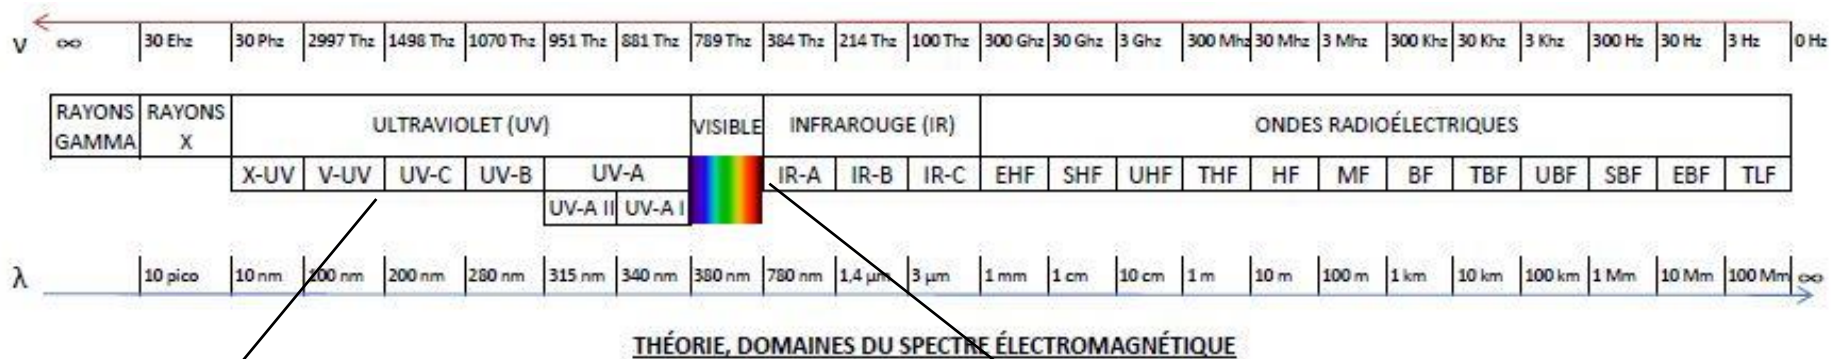 ν ∞ 30 Ehz 30 Phz 2997 Thz 1498 Thz 1070 Thz 951 Thz 881 Thz 789 Thz 384 Thz 214 Thz 100 Thz 300 Ghz 30 Ghz 3 Ghz 300 Mhz 30 Mhz 3 Mhz 300 Khz 30 Khz 3 Khz 300 Hz 30 Hz 3 Hz 0 Hz
RAYONS GAMMA RAYONS X ULTRAVIOLET (UV) VISIBLE INFRAROUGE (IR) ONDES RADIOÉLECTRIQUES
X-UV V-UV UV-C UV-B UV-A IR-A IR-B IR-C EHF SHF UHF THF HF MF BF TBF UBF SBF EBF TLF
UV-A II UV-A I
λ 10 pico 10 nm 100 nm 200 nm 280 nm 315 nm 340 nm 380 nm 780 nm 1,4 µm 3 µm 1 mm 1 cm 10 cm 1 m 10 m 100 m 1 km 10 km 100 km 1 Mm 10 Mm 100 Mm ∞
THÉORIE, DOMAINES DU SPECTRE ÉLECTROMAGNÉTIQUE